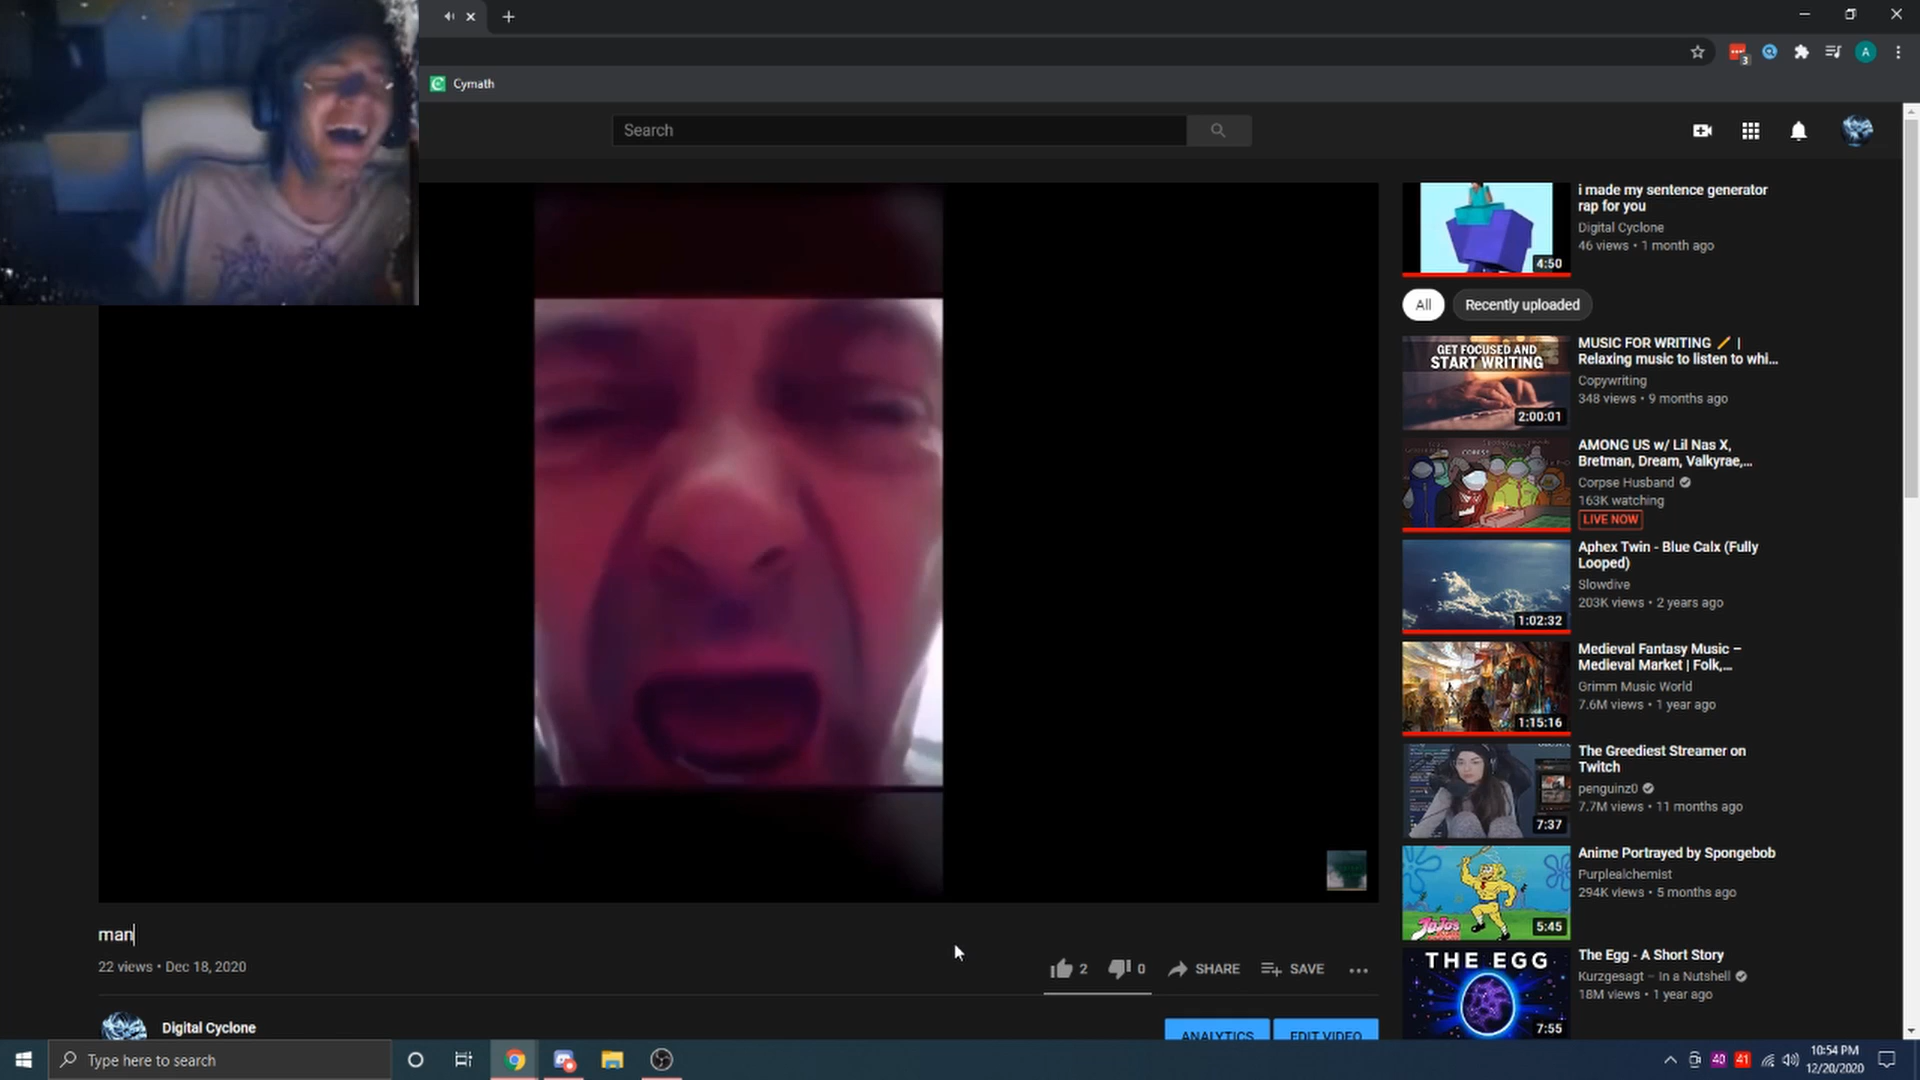 Cymath
3
A
Search
i made my sentence generator
rap for you
Digital Cyclone
46 views • 1 month ago
4:50
All
Recently uploaded
GET FOCUSED AND
START WRITING
2:00:01
MUSIC FOR WRITING 🖊 |
Relaxing music to listen to whi...
Copywriting
348 views • 9 months ago
AMONG US w/ Lil Nas X,
Bretman, Dream, Valkyrae,...
Corpse Husband
163K watching
LIVE NOW
CORPSE
Aphex Twin - Blue Calx (Fully
Looped)
Slowdive
203K views • 2 years ago
1:02:32
Medieval Fantasy Music –
Medieval Market | Folk,...
Grimm Music World
7.6M views • 1 year ago
1:15:16
The Greediest Streamer on
Twitch
penguinz0
7.7M views • 11 months ago
7:37
Anime Portrayed by Spongebob
Purplealchemist
294K views • 5 months ago
5:45
JoJos
THE EGG
The Egg - A Short Story
Kurzgesagt – In a Nutshell
18M views • 1 year ago
7:55
man
22 views • Dec 18, 2020
2
0
SHARE
SAVE
Digital Cyclone
ANALYTICS
EDIT VIDEO
Type here to search
40
41
10:54 PM
12/20/2020